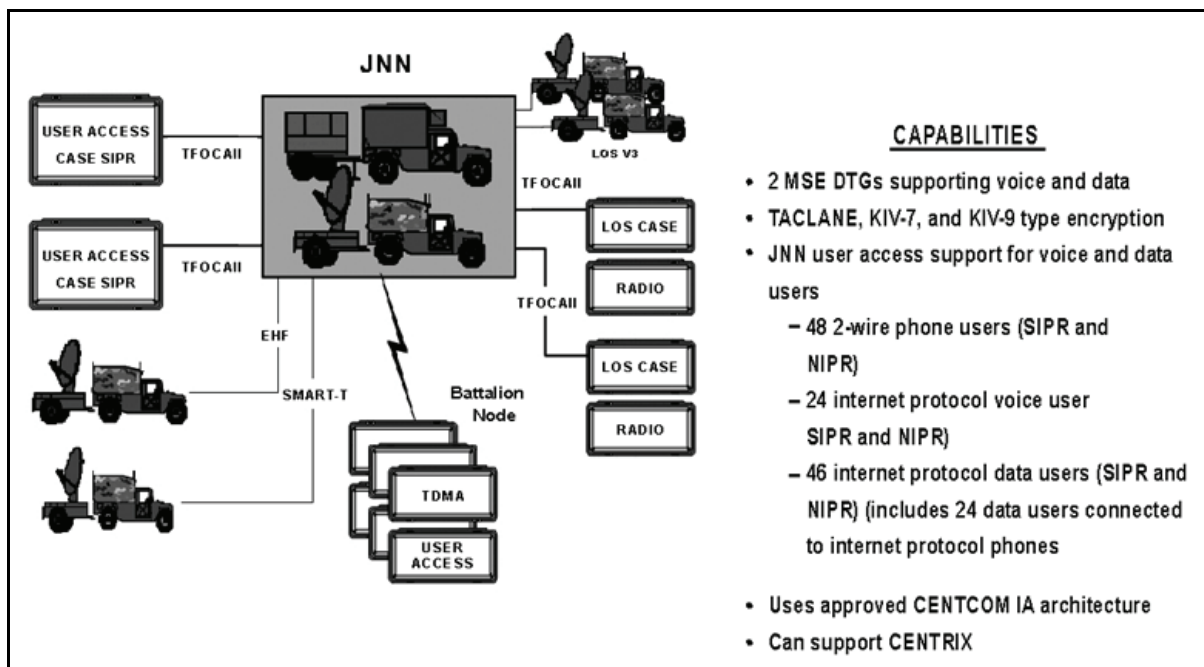 JNN
USER ACCESS
CASE SIPR
TFOCAII
USER ACCESS
CASE SIPR
TFOCAII
LOS V3
TFOCAII
LOS CASE
RADIO
TFOCAII
LOS CASE
RADIO
EHF
SMART-T
Battalion
Node
TDMA
USER
ACCESS
CAPABILITIES
• 2 MSE DTGs supporting voice and data
• TACLANE, KIV-7, and KIV-9 type encryption
• JNN user access support for voice and data
users
– 48 2-wire phone users (SIPR and
NIPR)
– 24 internet protocol voice user
SIPR and NIPR)
– 46 internet protocol data users (SIPR and
NIPR) (includes 24 data users connected
to internet protocol phones
• Uses approved CENTCOM IA architecture
• Can support CENTRIX